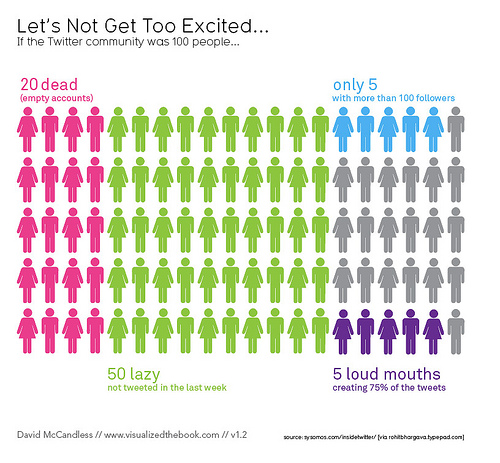 Let's Not Get Too Excited...
If the Twitter community was 100 people...
20 dead
(empty accounts)
only 5
with more than 100 followers
50 lazy
not tweeted in the last week
5 loud mouths
creating 75% of the tweets
David McCandless // www.visualizedthebook.com // v1.2
source: sysomos.com/insidetwitter/ [via rohitbhargava.typepad.com]